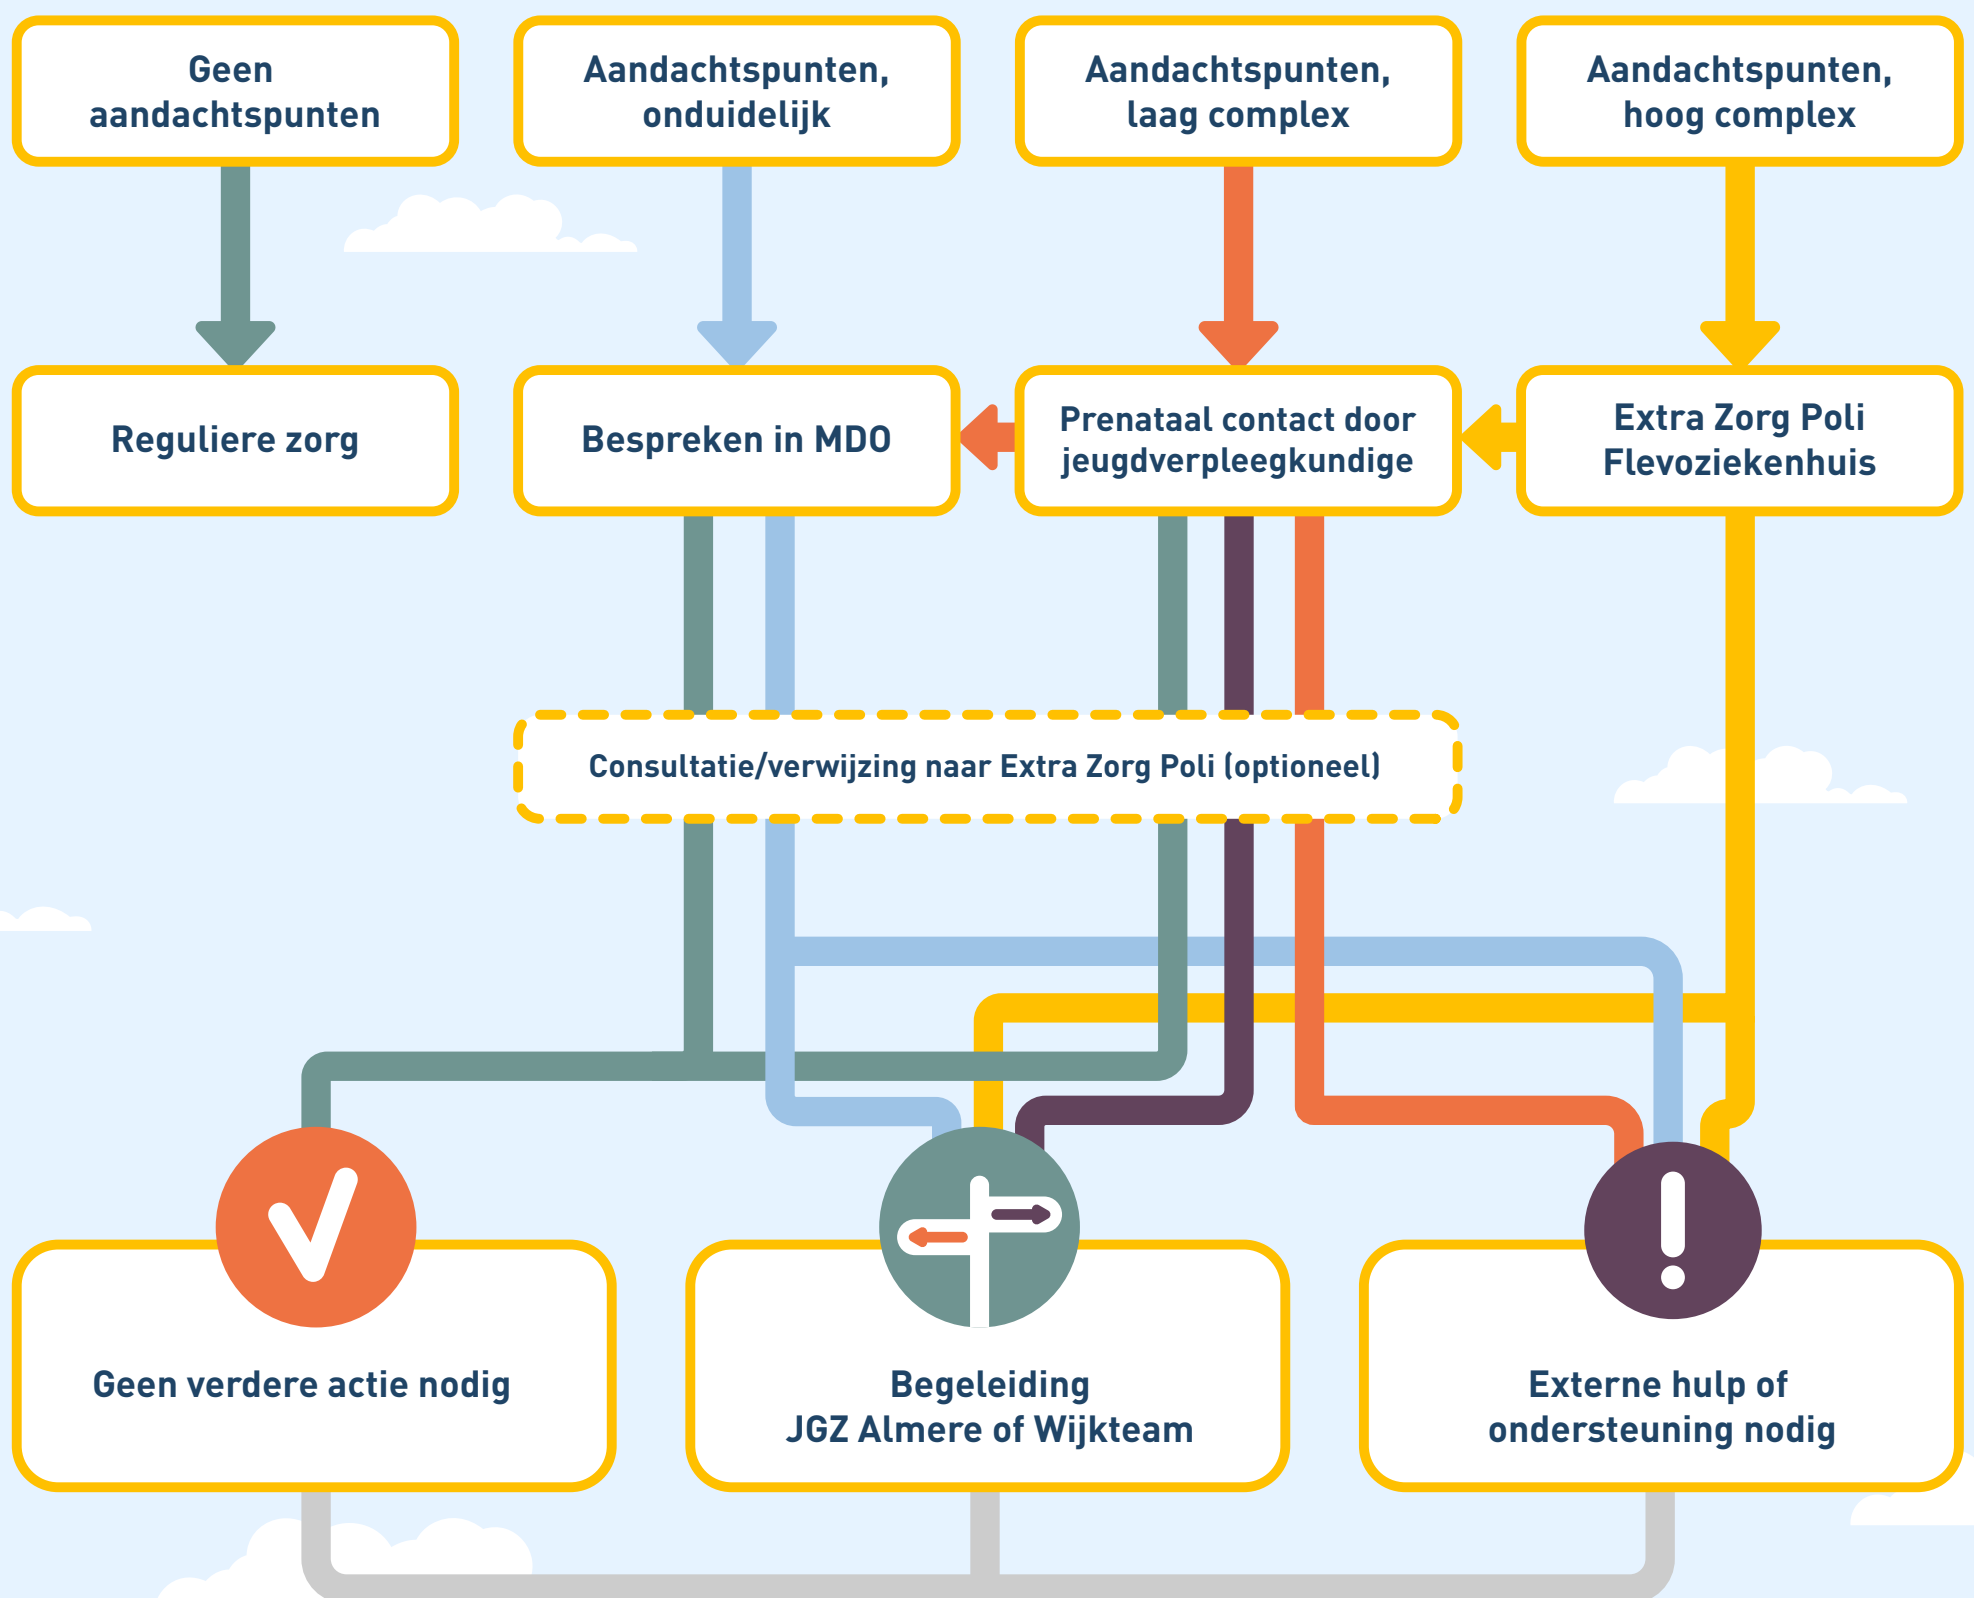 Geen
aandachtspunten
Aandachtspunten,
onduidelijk
Aandachtspunten,
laag complex
Aandachtspunten,
hoog complex
Reguliere zorg
Bespreken in MDO
Prenataal contact door
jeugdverpleegkundige
Extra Zorg Poli
Flevoziekenhuis
Consultatie/verwijzing naar Extra Zorg Poli (optioneel)
Geen verdere actie nodig
Begeleiding
JGZ Almere of Wijkteam
Externe hulp of
ondersteuning nodig